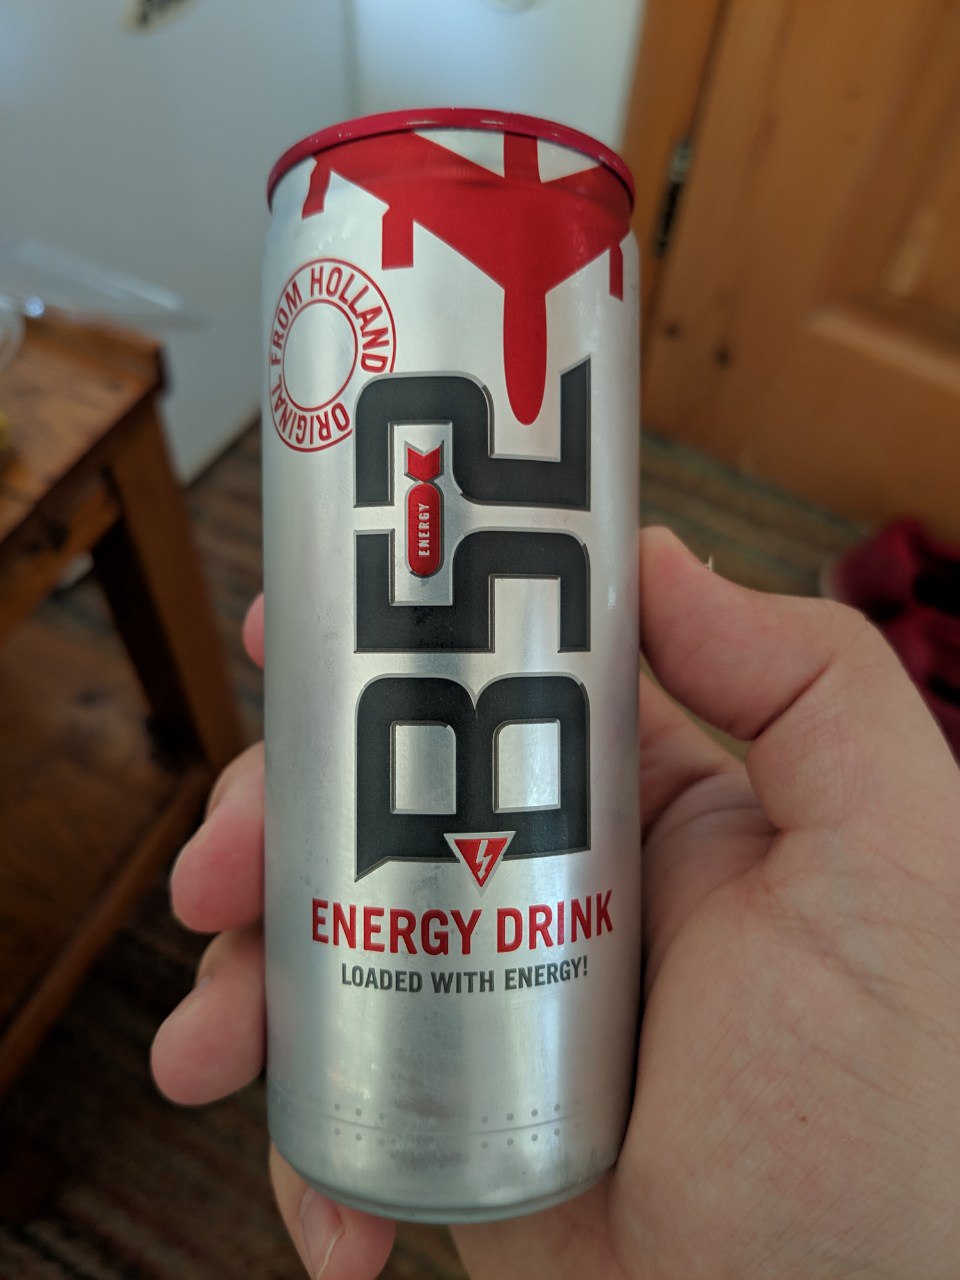 ORIGINAL FROM HOLLAND
B52
ENERGY
ENERGY DRINK
LOADED WITH ENERGY!